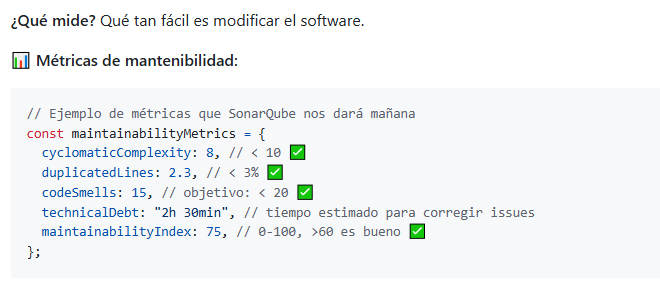 ¿Qué mide? Qué tan fácil es modificar el software.
📊 Métricas de mantenibilidad:
// Ejemplo de métricas que SonarQube nos dará mañana
const maintainabilityMetrics = {
  cyclomaticComplexity: 8, // < 10 ✅
  duplicatedLines: 2.3, // < 3% ✅
  codeSmells: 15, // objetivo: < 20 ✅
  technicalDebt: "2h 30min", // tiempo estimado para corregir issues
  maintainabilityIndex: 75, // 0-100, >60 es bueno ✅
};